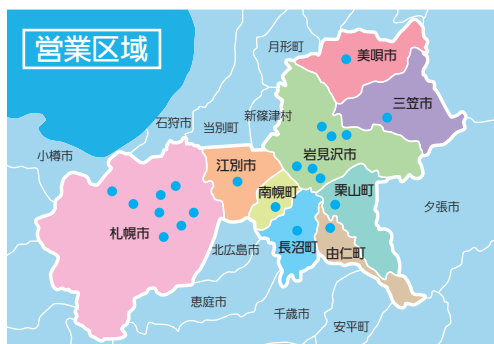 営業区域
月形町
美唄市
三笠市
石狩市
当別町
新篠津村
小樽市
岩見沢市
江別市
南幌町
栗山町
夕張市
札幌市
北広島市
長沼町
由仁町
恵庭市
千歳市
安平町